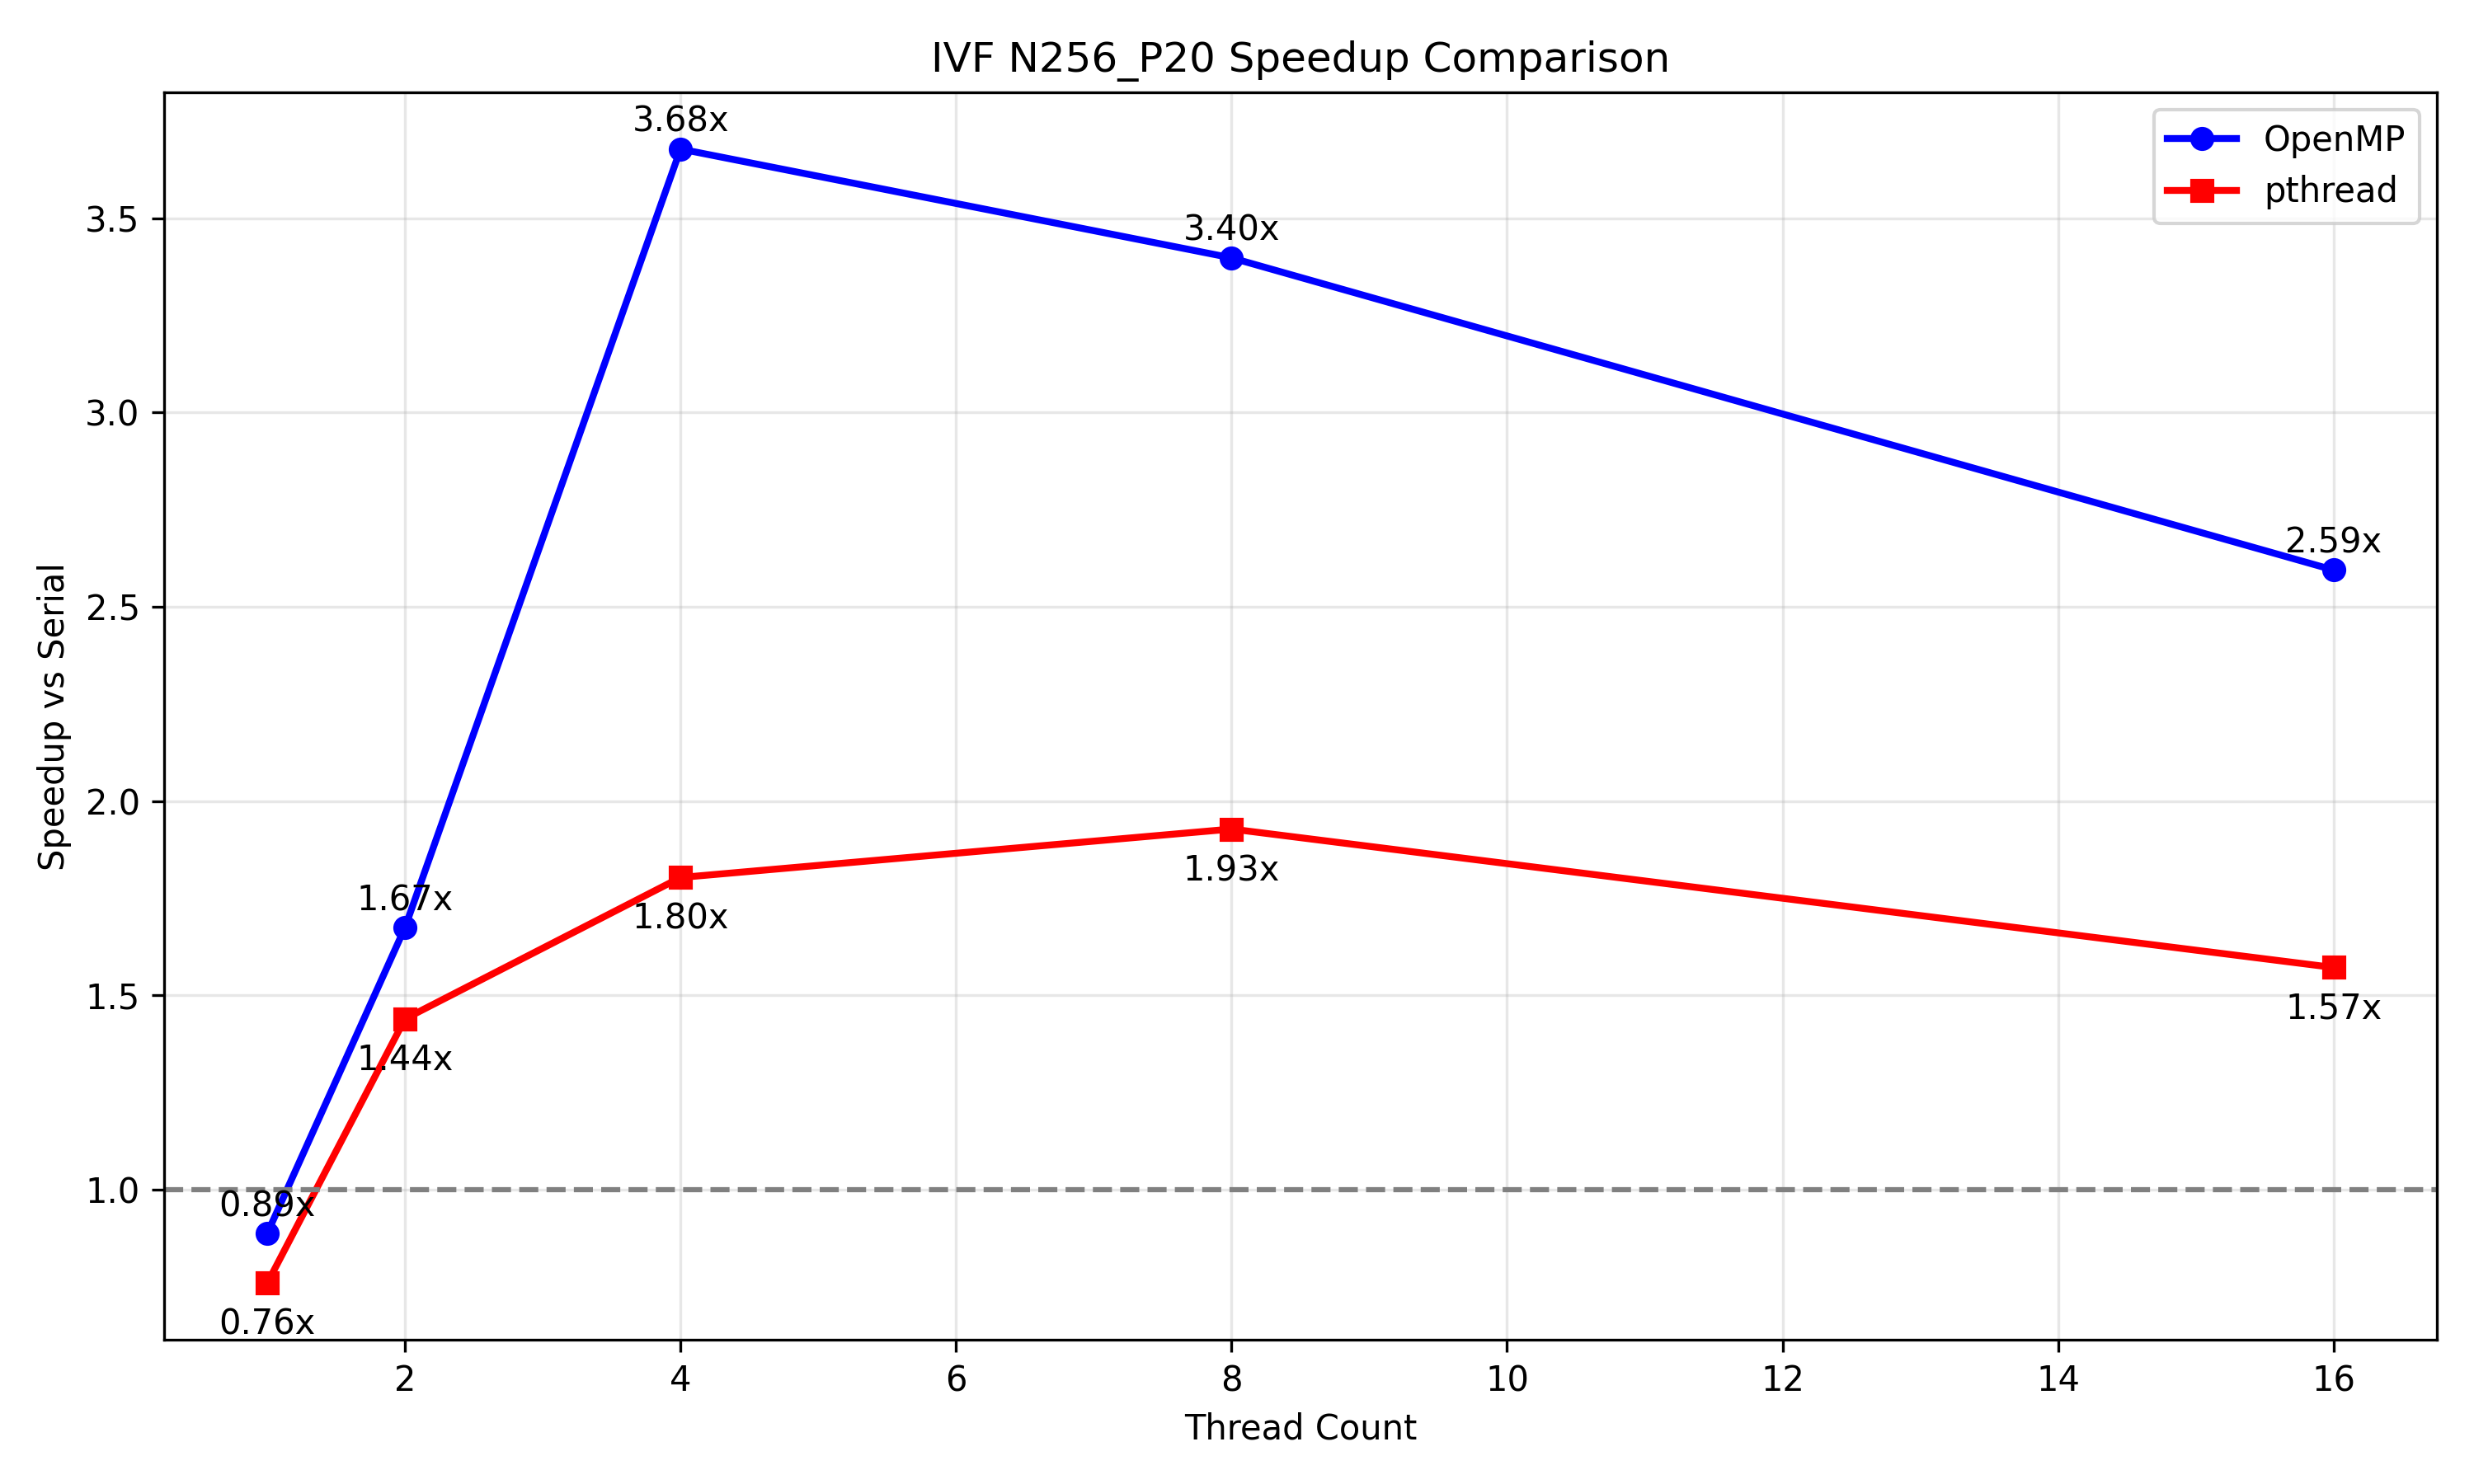 IVF N256_P20 Speedup Comparison
OpenMP
pthread
3.68x
3.40x
2.59x
1.67x
1.93x
1.80x
1.44x
1.57x
0.89x
0.76x
Speedup vs Serial
3.5
3.0
2.5
2.0
1.5
1.0
2 4 6 8 10 12 14 16
Thread Count